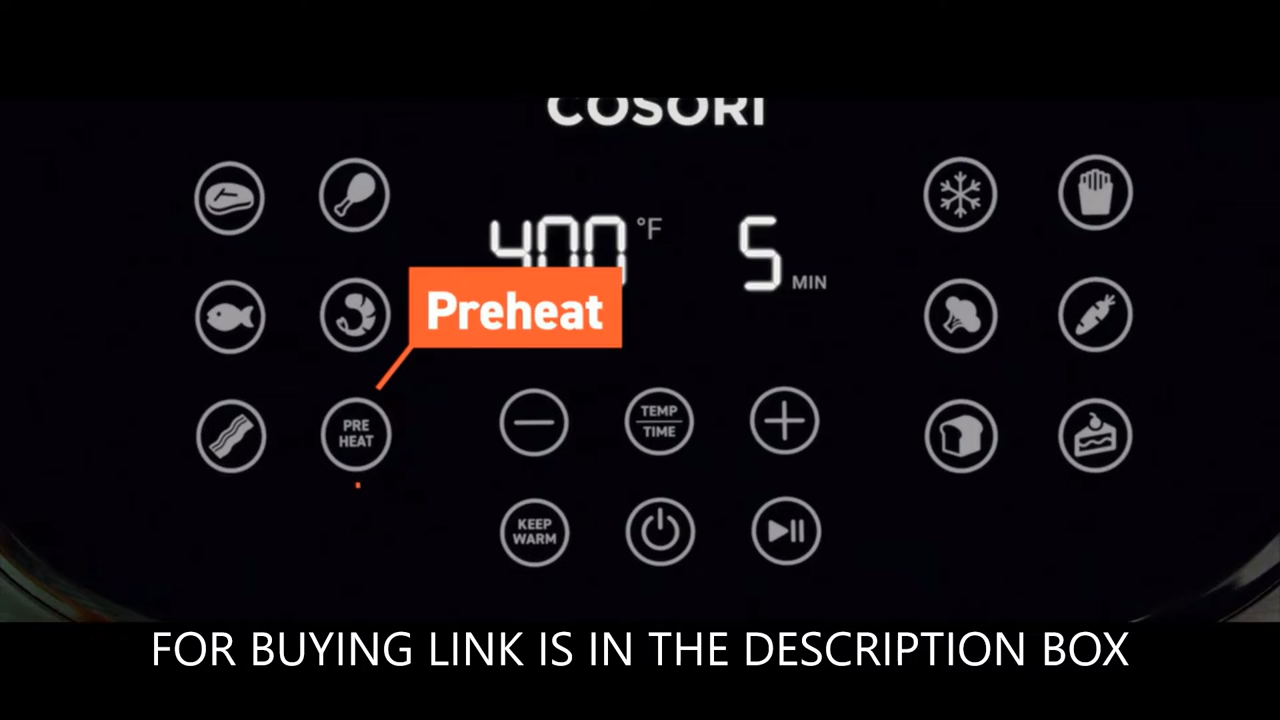 COSORI
400 °F 5 MIN
Preheat
PRE
HEAT
TEMP
TIME
KEEP
WARM
FOR BUYING LINK IS IN THE DESCRIPTION BOX